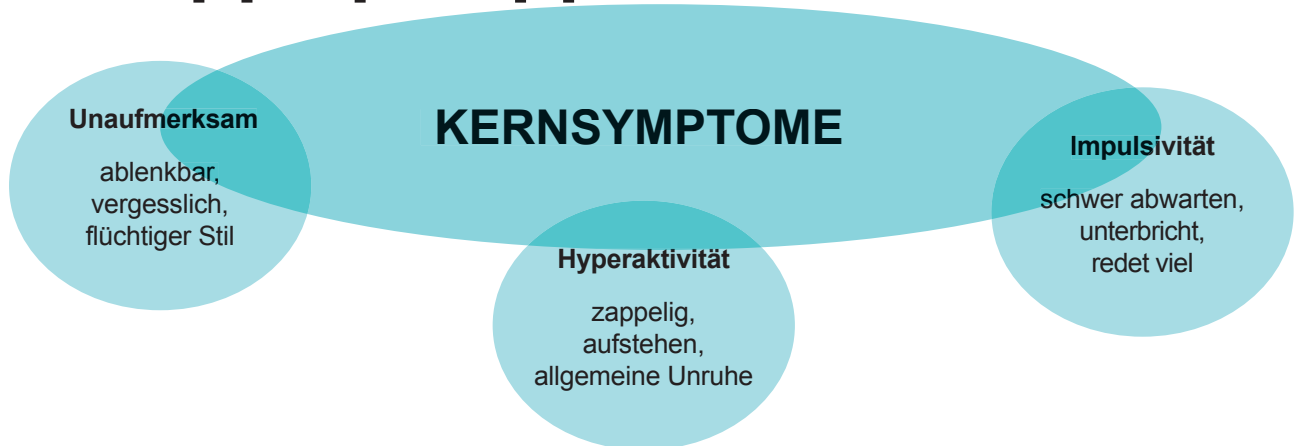 KERNSYMPTOME
Unaufmerksam
ablenkbar,
vergesslich,
flüchtiger Stil
Hyperaktivität
zappelig,
aufstehen,
allgemeine Unruhe
Impulsivität
schwer abwarten,
unterbricht,
redet viel